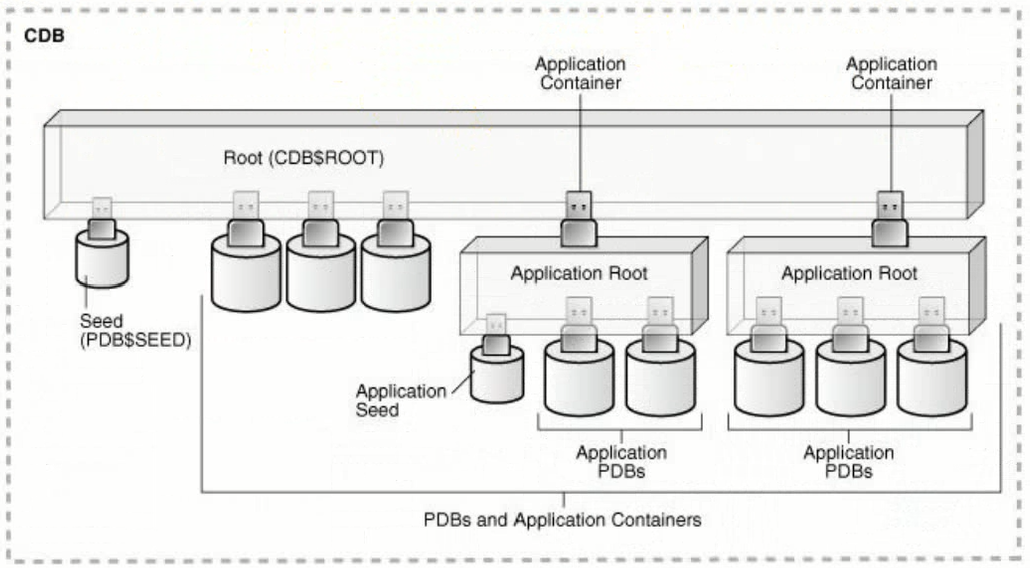 CDB
Application
Container
Application
Container
Root (CDB$ROOT)
Application Root
Application Root
Seed
(PDB$SEED)
Application
Seed
Application
PDBs
Application
PDBs
PDBs and Application Containers